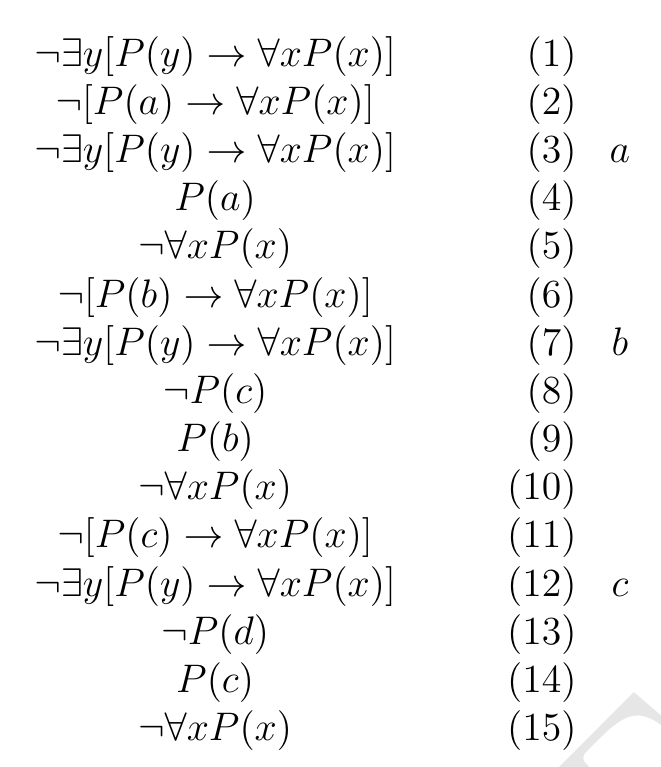 ¬∃y[P(y) → ∀xP(x)] (1)
¬[P(a) → ∀xP(x)] (2)
¬∃y[P(y) → ∀xP(x)] (3) a
P(a) (4)
¬∀xP(x) (5)
¬[P(b) → ∀xP(x)] (6)
¬∃y[P(y) → ∀xP(x)] (7) b
¬P(c) (8)
P(b) (9)
¬∀xP(x) (10)
¬[P(c) → ∀xP(x)] (11)
¬∃y[P(y) → ∀xP(x)] (12) c
¬P(d) (13)
P(c) (14)
¬∀xP(x) (15)